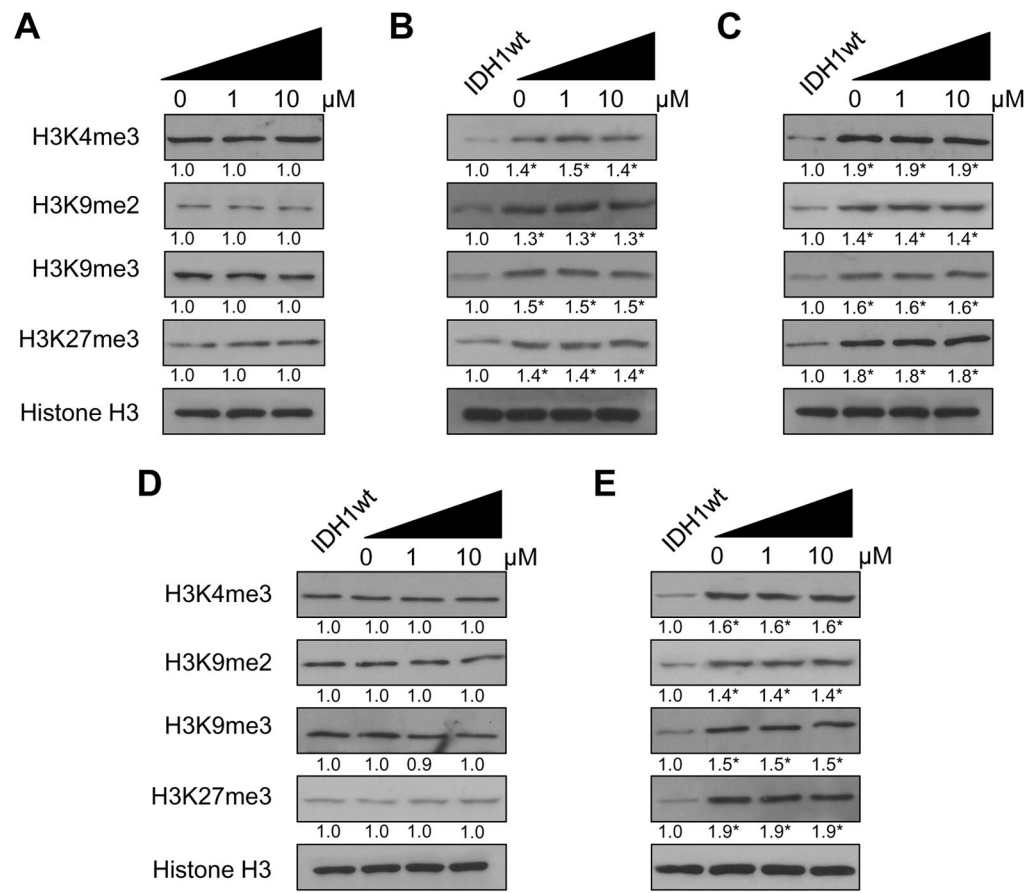 A
0 1 10 µM
H3K4me3
1.0 1.0 1.0
H3K9me2
1.0 1.0 1.0
H3K9me3
1.0 1.0 1.0
H3K27me3
1.0 1.0 1.0
Histone H3
B
IDH1wt
0 1 10 µM
1.0 1.4* 1.5* 1.4*
1.0 1.3* 1.3* 1.3*
1.0 1.5* 1.5* 1.5*
1.0 1.4* 1.4* 1.4*
C
IDH1wt
0 1 10 µM
1.0 1.9* 1.9* 1.9*
1.0 1.4* 1.4* 1.4*
1.0 1.6* 1.6* 1.6*
1.0 1.8* 1.8* 1.8*
D
IDH1wt
0 1 10 µM
H3K4me3
1.0 1.0 1.0 1.0
H3K9me2
1.0 1.0 1.0 1.0
H3K9me3
1.0 1.0 0.9 1.0
H3K27me3
1.0 1.0 1.0 1.0
Histone H3
E
IDH1wt
0 1 10 µM
1.0 1.6* 1.6* 1.6*
1.0 1.4* 1.4* 1.4*
1.0 1.5* 1.5* 1.5*
1.0 1.9* 1.9* 1.9*